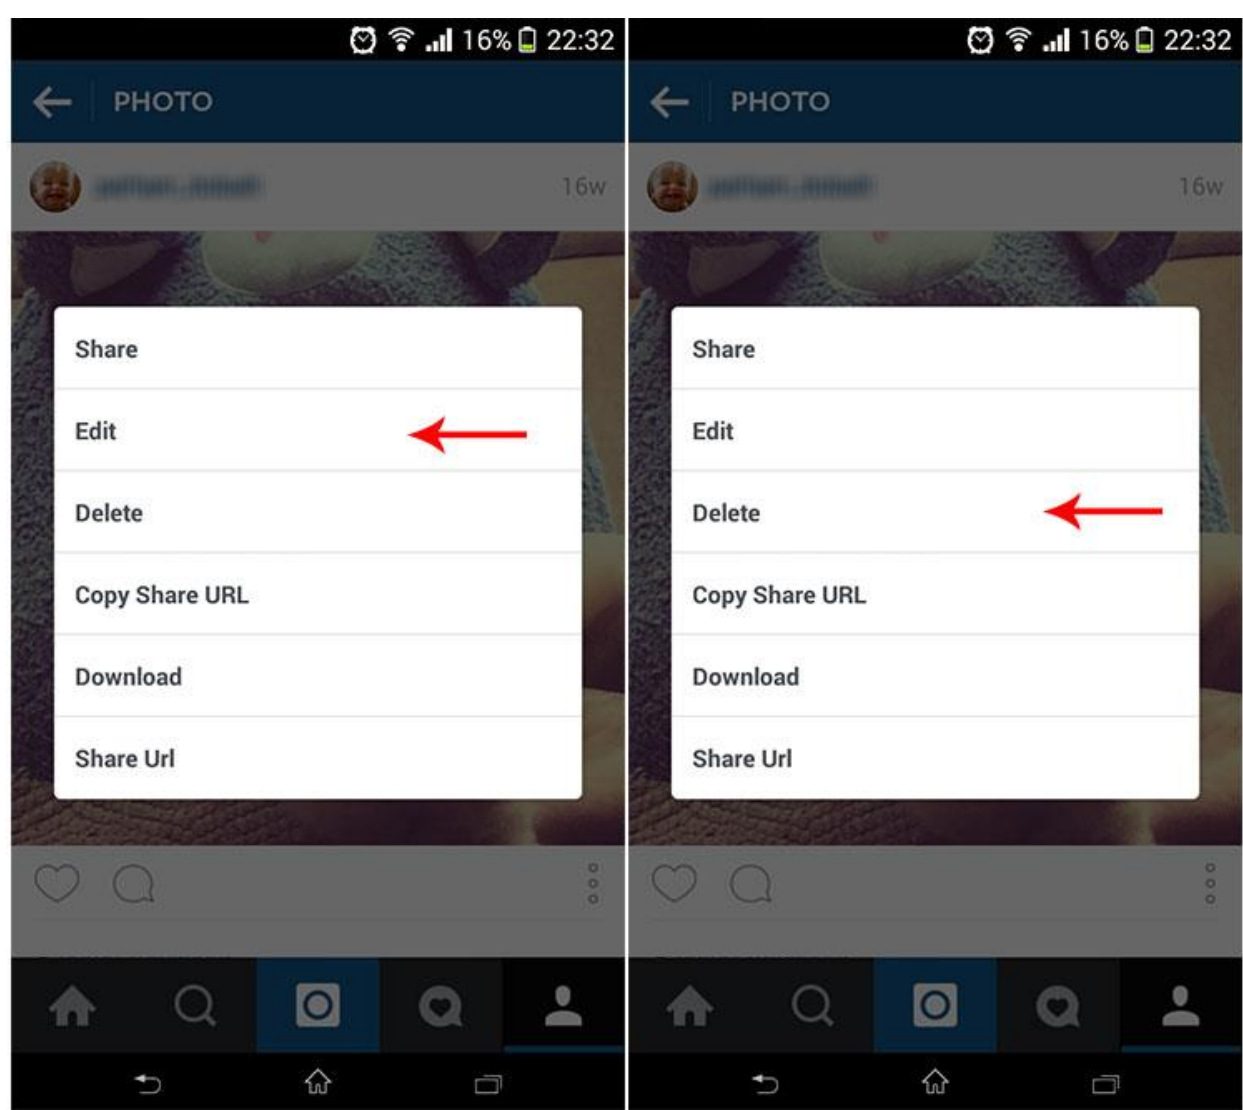 16% 22:32
PHOTO
16w
Share
Edit
Delete
Copy Share URL
Download
Share Url
16% 22:32
PHOTO
16w
Share
Edit
Delete
Copy Share URL
Download
Share Url